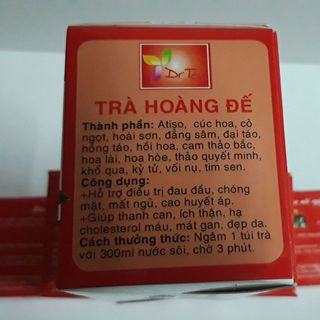 Dr
TRÀ HOÀNG ĐẾ
Thành phần: Atiso, cúc hoa, cỏ
ngọt, hoài sơn, đẳng sâm, đại táo,
hồng táo, hồi hoa, cam thảo bắc,
hoa lài, hoa hòe, thảo quyết minh,
khổ qua, kỷ tử, vối nụ, tim sen.
Công dụng:
+Hỗ trợ điều trị đau đầu, chóng
mặt, mất ngủ, cao huyết áp.
+Giúp thanh can, ích thận, hạ
cholesterol máu, mát gan, đẹp da.
Cách thưởng thức: Ngâm 1 túi trà
với 300ml nước sôi, chờ 3 phút.